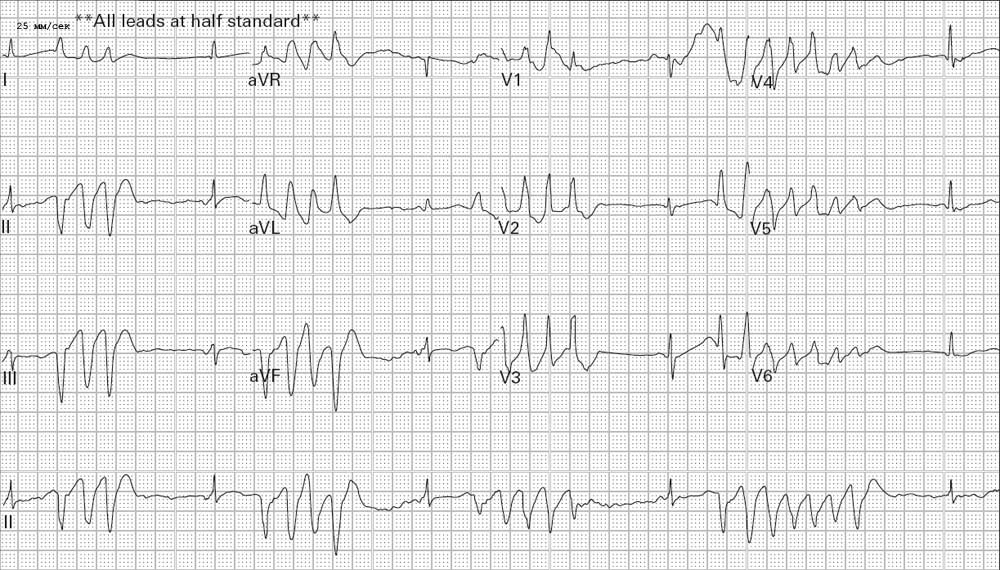 25 мм/сек **All leads at half standard**
I aVR V1 V4
II aVL V2 V5
III aVF V3 V6
II